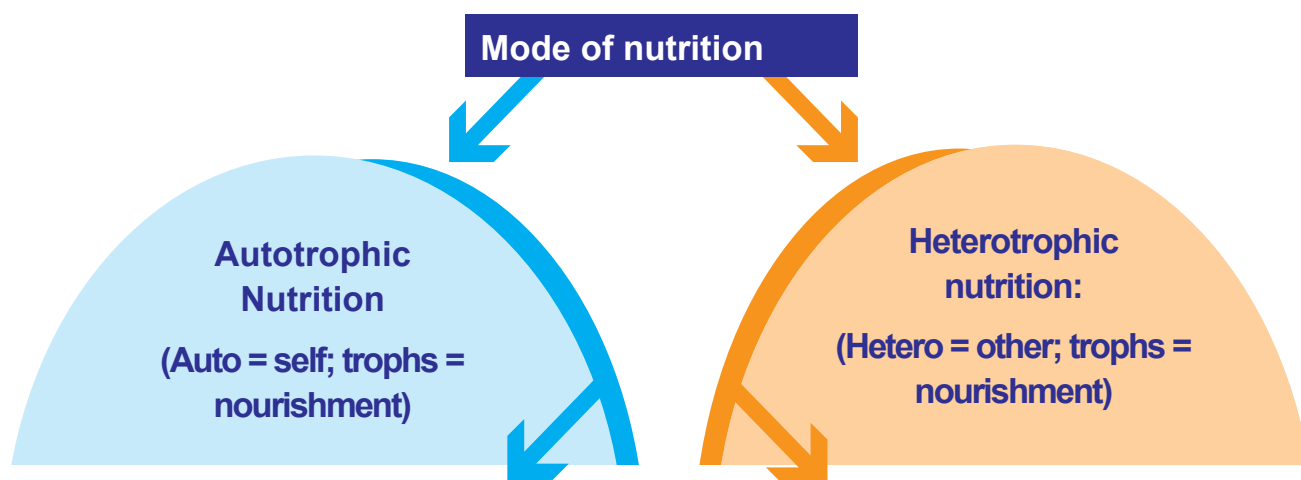 Mode of nutrition
Autotrophic
Nutrition
(Auto = self; trophs =
nourishment)
Heterotrophic
nutrition:
(Hetero = other; trophs =
nourishment)